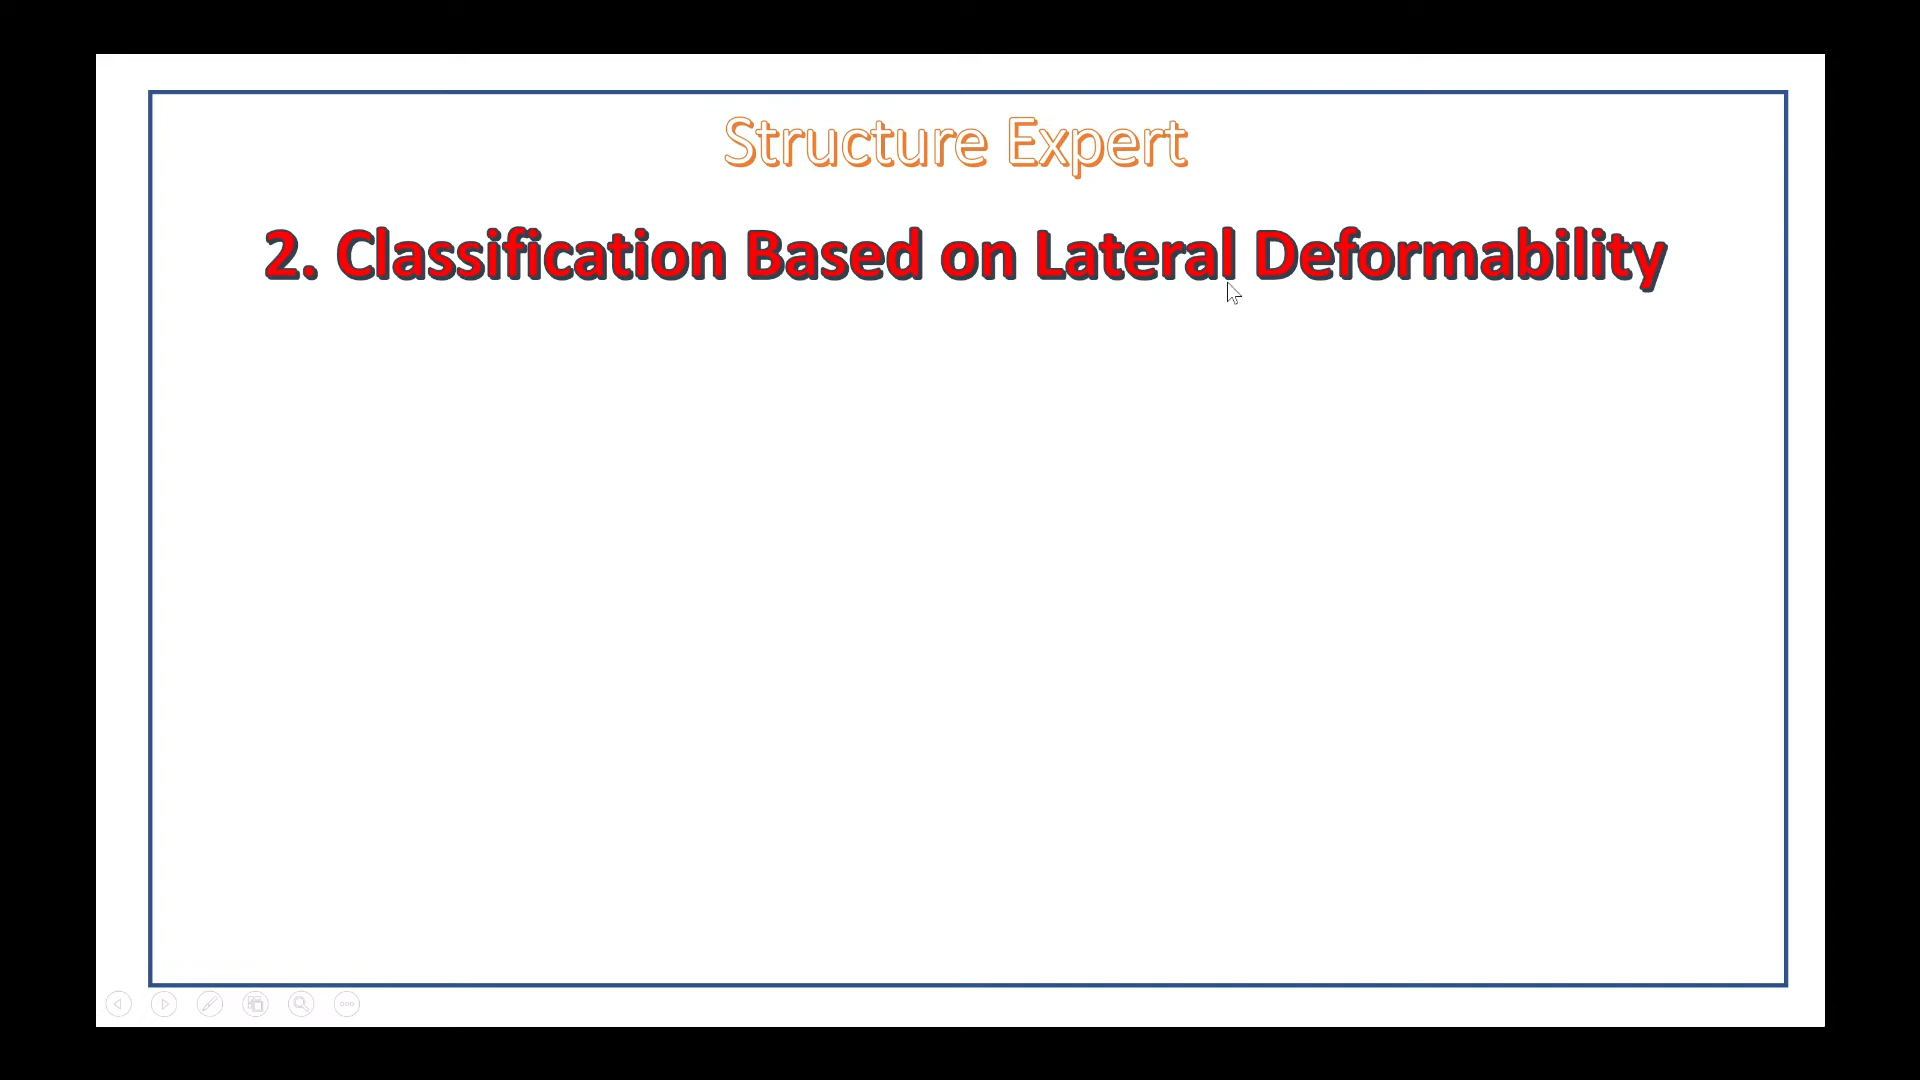 Structure Expert
2. Classification Based on Lateral Deformability